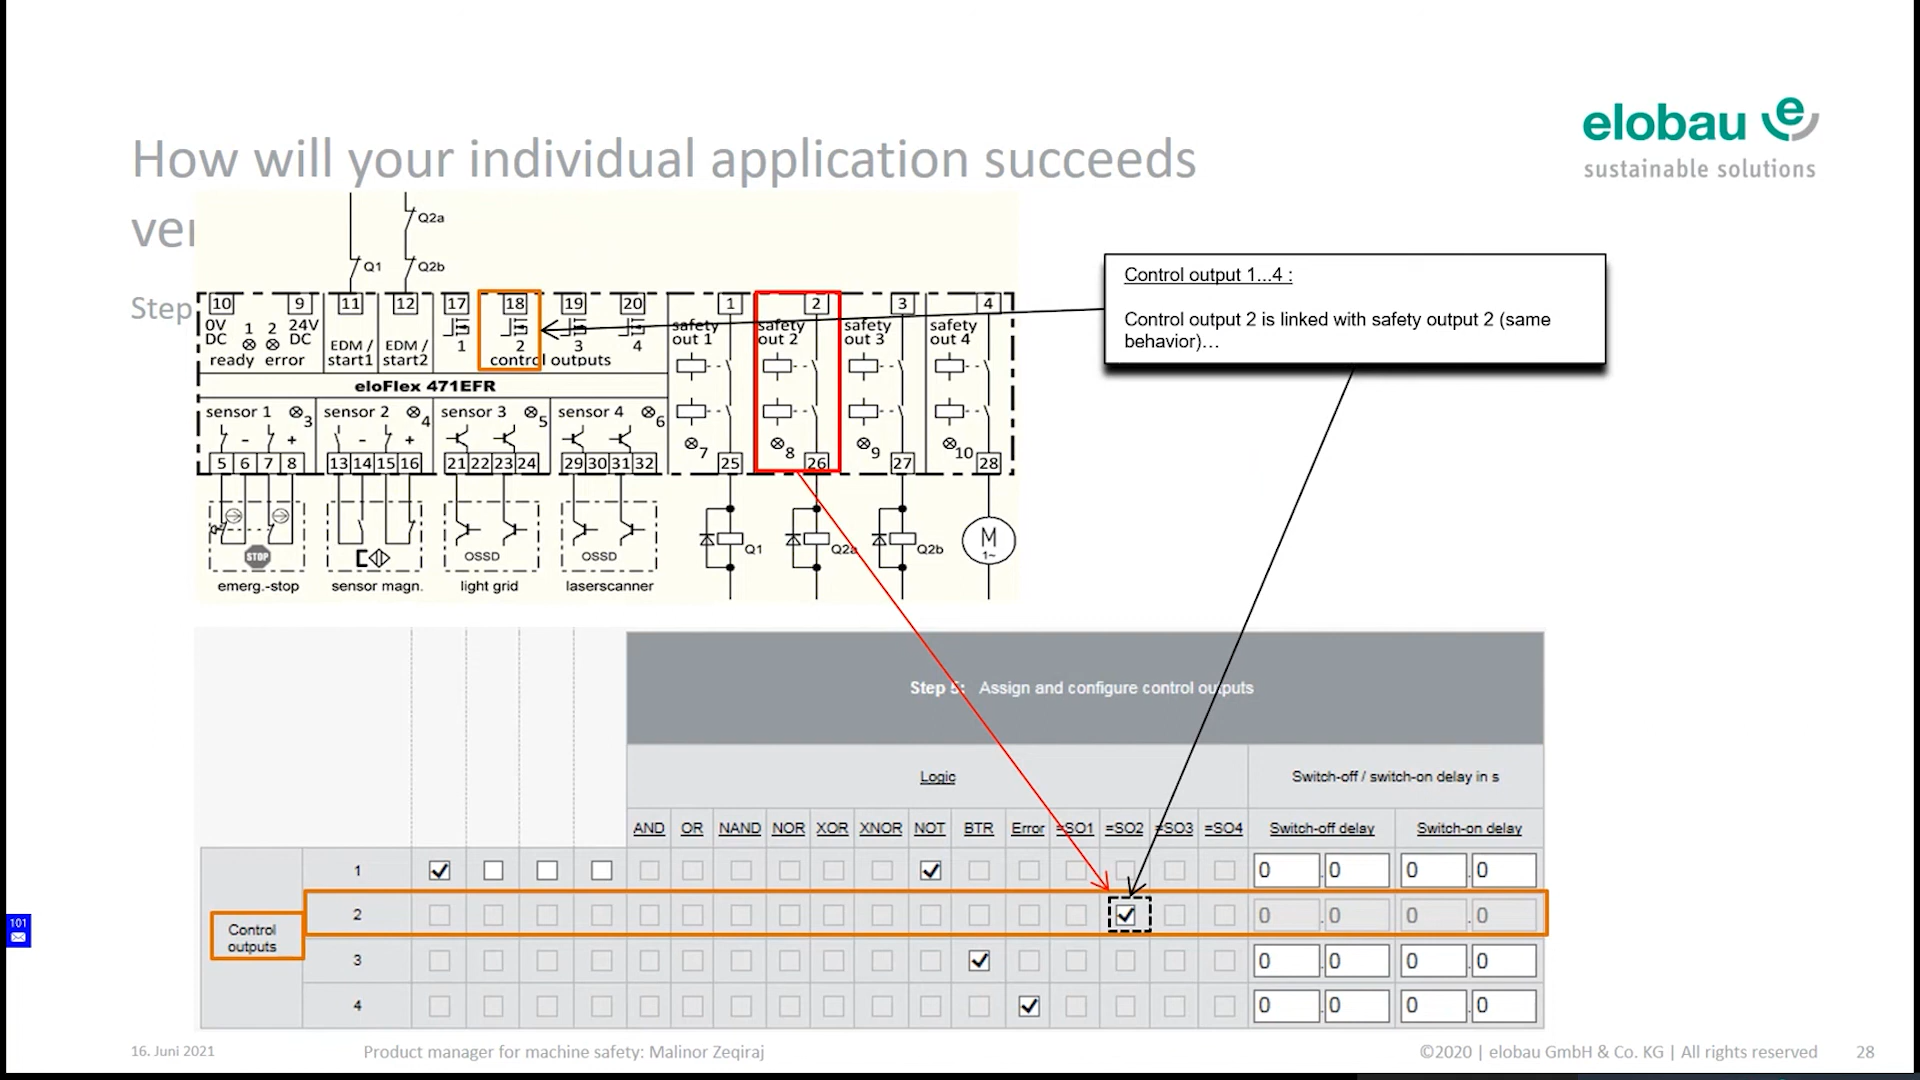 How will your individual application succeeds
ver
Step
elobau
sustainable solutions
Q2a
Q1 Q2b
10 9 11 12 17 18 19 20 1 2 3 4
0V 1 2 24V
DC DC
ready error
EDM / EDM /
start1 start2
1 2 3 4
control outputs
safety safety safety safety
out 1 out 2 out 3 out 4
eloFlex 471EFR
sensor 1 3 sensor 2 4 sensor 3 5 sensor 4 6
- + - +
7 8 9 10
5 6 7 8 13 14 15 16 21 22 23 24 29 30 31 32 25 26 27 28
STOP OSSD OSSD
Q1 Q2a Q2b M
1~
emerg.-stop sensor magn. light grid laserscanner
Control output 1...4 :
Control output 2 is linked with safety output 2 (same
behavior)...
Step 5: Assign and configure control outputs
Logic Switch-off / switch-on delay in s
AND OR NAND NOR XOR XNOR NOT BTR Error =SO1 =SO2 =SO3 =SO4 Switch-off delay Switch-on delay
1 0 .0 0 .0
2 0 .0 0 .0
Control
outputs
3 0 .0 0 .0
4 0 .0 0 .0
101
16. Juni 2021 Product manager for machine safety: Malinor Zeqiraj ©2020 | elobau GmbH & Co. KG | All rights reserved 28